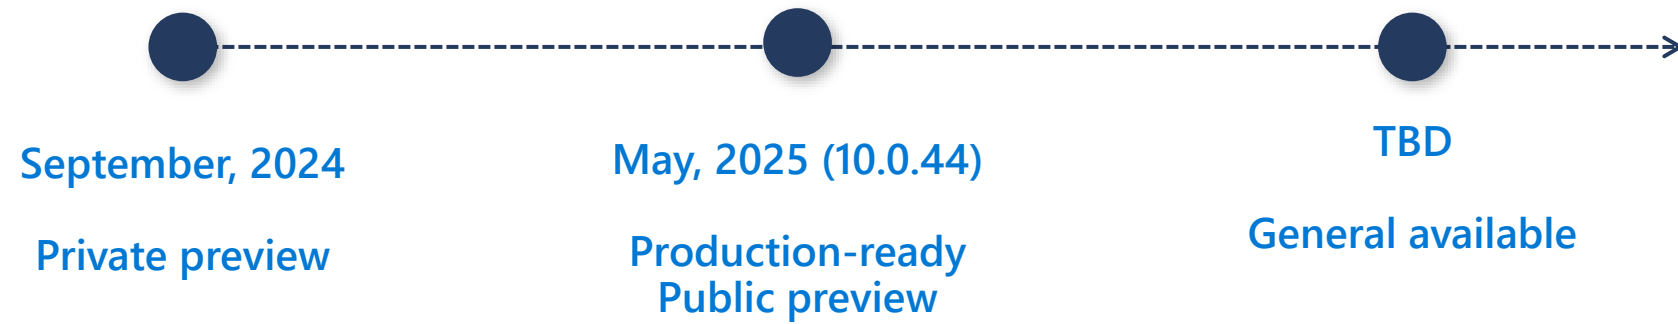 September, 2024
Private preview
May, 2025 (10.0.44)
Production-ready
Public preview
TBD
General available